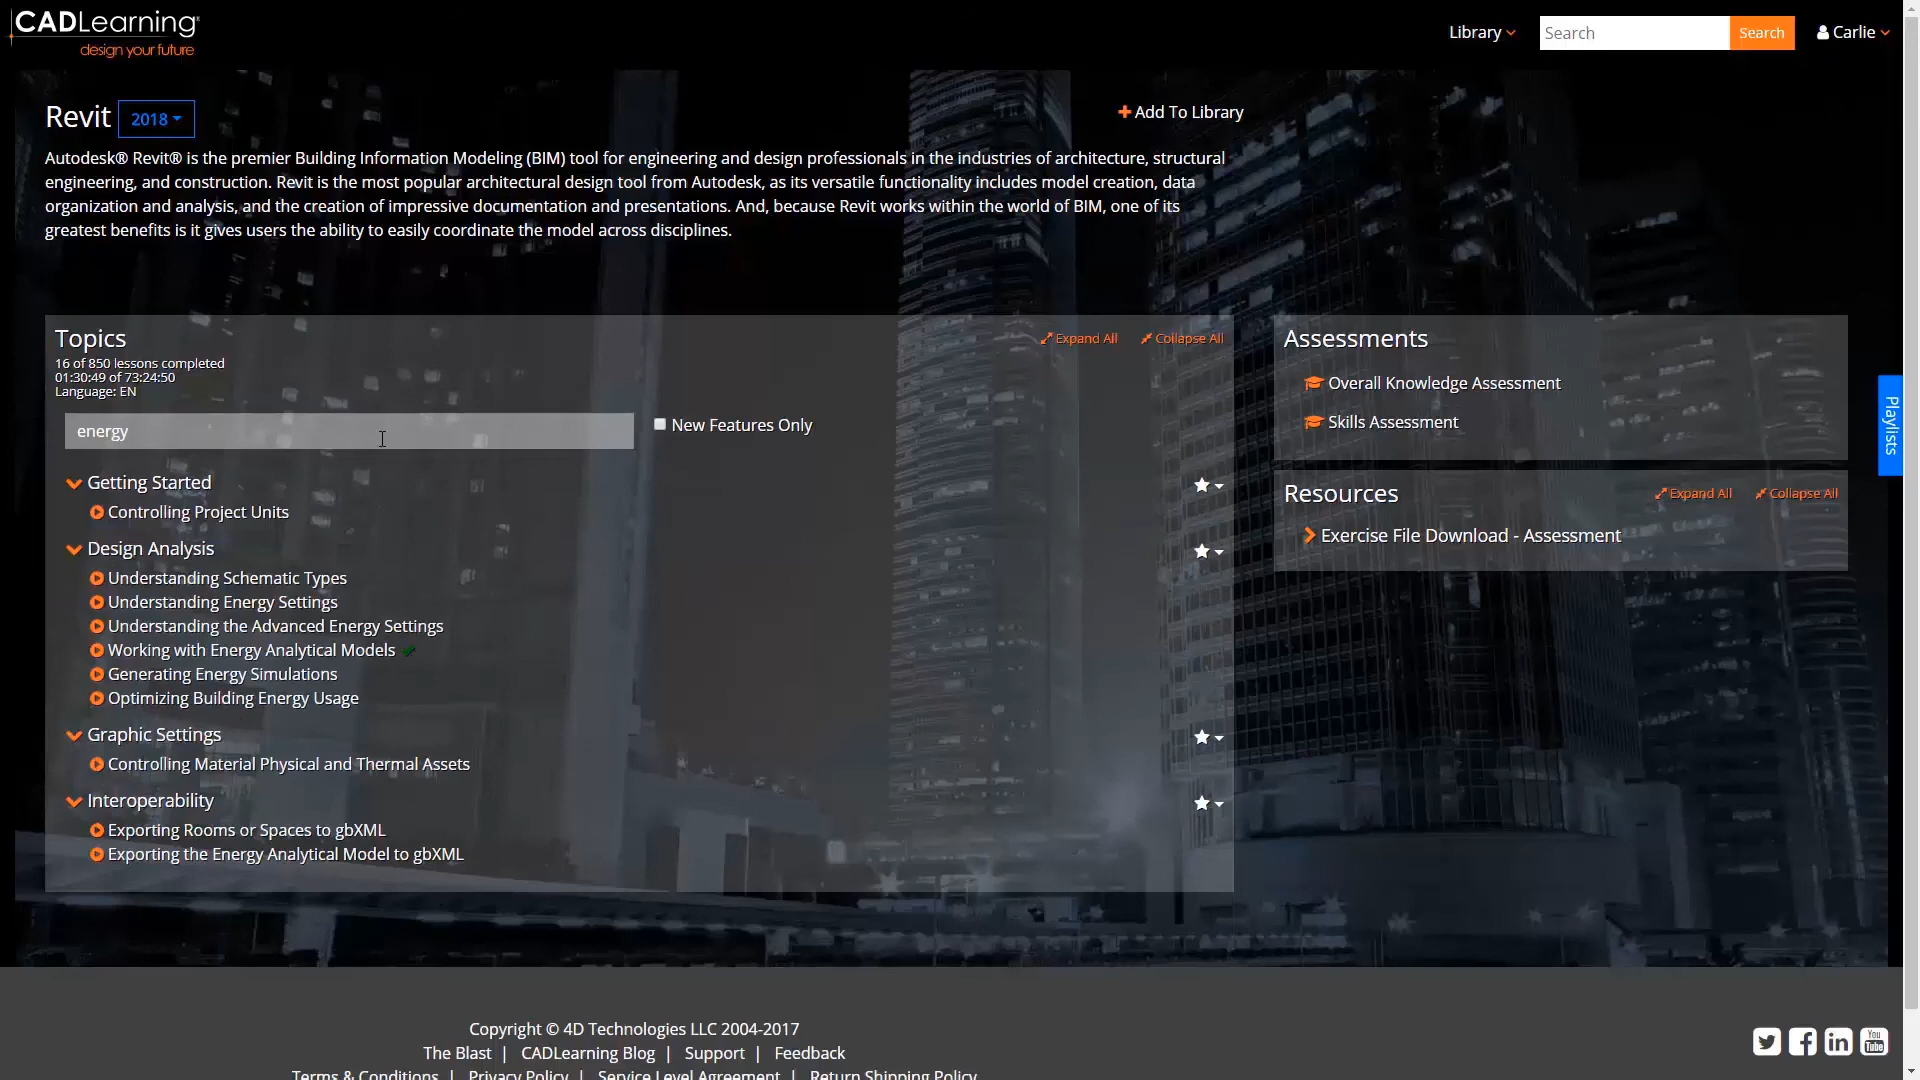 CADLearning
design your future
Library
Search
Search
Carlie
Revit
2018
Add To Library
Autodesk® Revit® is the premier Building Information Modeling (BIM) tool for engineering and design professionals in the industries of architecture, structural
engineering, and construction. Revit is the most popular architectural design tool from Autodesk, as its versatile functionality includes model creation, data
organization and analysis, and the creation of impressive documentation and presentations. And, because Revit works within the world of BIM, one of its
greatest benefits is it gives users the ability to easily coordinate the model across disciplines.
Topics
Expand All
Collapse All
16 of 850 lessons completed
01:30:49 of 73:24:50
Language: EN
energy
New Features Only
Getting Started
Controlling Project Units
Design Analysis
Understanding Schematic Types
Understanding Energy Settings
Understanding the Advanced Energy Settings
Working with Energy Analytical Models
Generating Energy Simulations
Optimizing Building Energy Usage
Graphic Settings
Controlling Material Physical and Thermal Assets
Interoperability
Exporting Rooms or Spaces to gbXML
Exporting the Energy Analytical Model to gbXML
Assessments
Overall Knowledge Assessment
Skills Assessment
Resources
Expand All
Collapse All
Exercise File Download - Assessment
Playlists
Copyright © 4D Technologies LLC 2004-2017
The Blast | CADLearning Blog | Support | Feedback
Terms & Conditions | Privacy Policy | Service Level Agreement | Return Shipping Policy
You
Tube